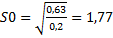 S0 = √(0,63/0,2) = 1,77